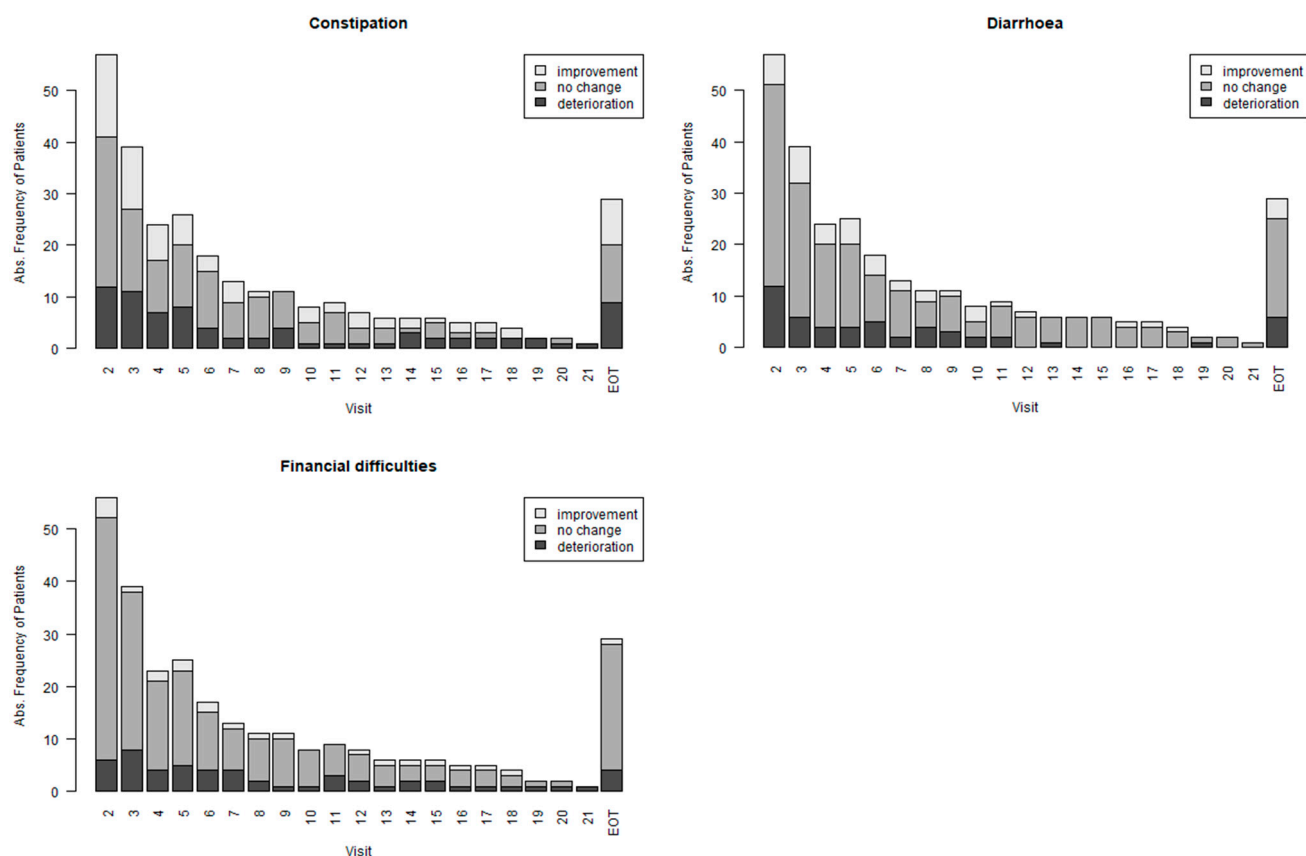 Constipation
improvement
no change
deterioration
Abs. Frequency of Patients
50
40
30
20
10
0
2 3 4 5 6 7 8 9 10 11 12 13 14 15 16 17 18 19 20 21 EOT
Visit
Diarrhoea
improvement
no change
deterioration
Abs. Frequency of Patients
50
40
30
20
10
0
2 3 4 5 6 7 8 9 10 11 12 13 14 15 16 17 18 19 20 21 EOT
Visit
Financial difficulties
improvement
no change
deterioration
Abs. Frequency of Patients
50
40
30
20
10
0
2 3 4 5 6 7 8 9 10 11 12 13 14 15 16 17 18 19 20 21 EOT
Visit